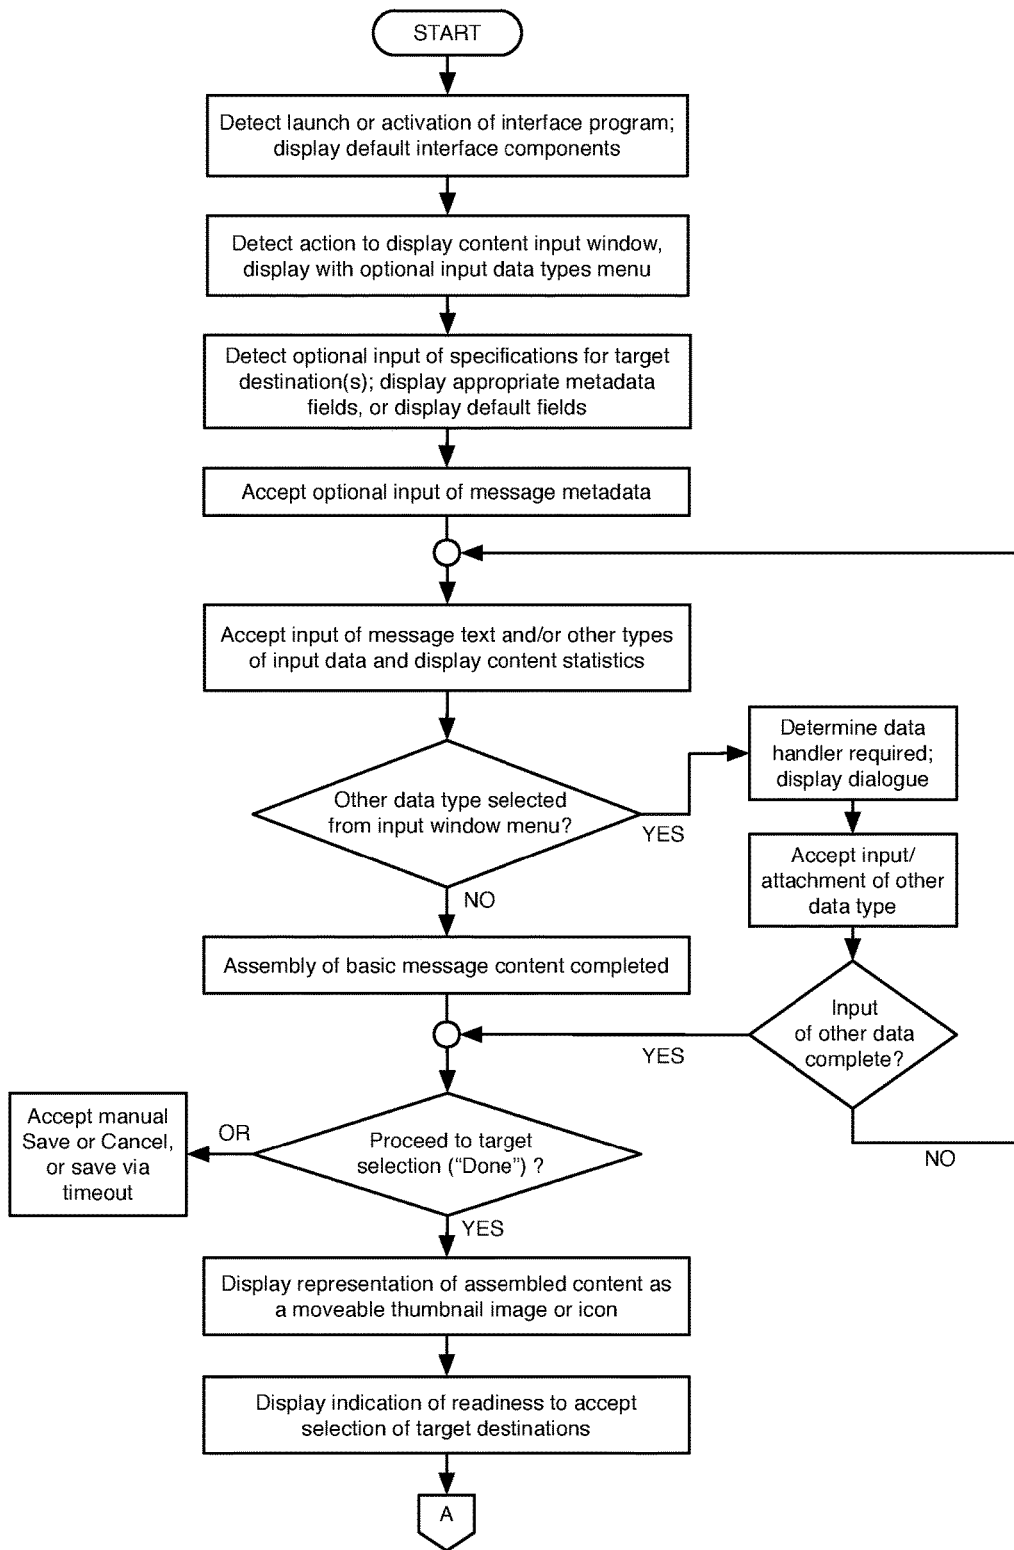 START
Detect launch or activation of interface program;
display default interface components
Detect action to display content input window,
display with optional input data types menu
Detect optional input of specifications for target
destination(s); display appropriate metadata
fields, or display default fields
Accept optional input of message metadata
Accept input of message text and/or other types
of input data and display content statistics
Other data type selected
from input window menu?
YES
NO
Determine data
handler required;
display dialogue
Accept input/
attachment of other
data type
Input
of other data
complete?
YES
NO
Assembly of basic message content completed
Proceed to target
selection (“Done”) ?
OR
Accept manual
Save or Cancel,
or save via
timeout
YES
Display representation of assembled content as
a moveable thumbnail image or icon
Display indication of readiness to accept
selection of target destinations
A